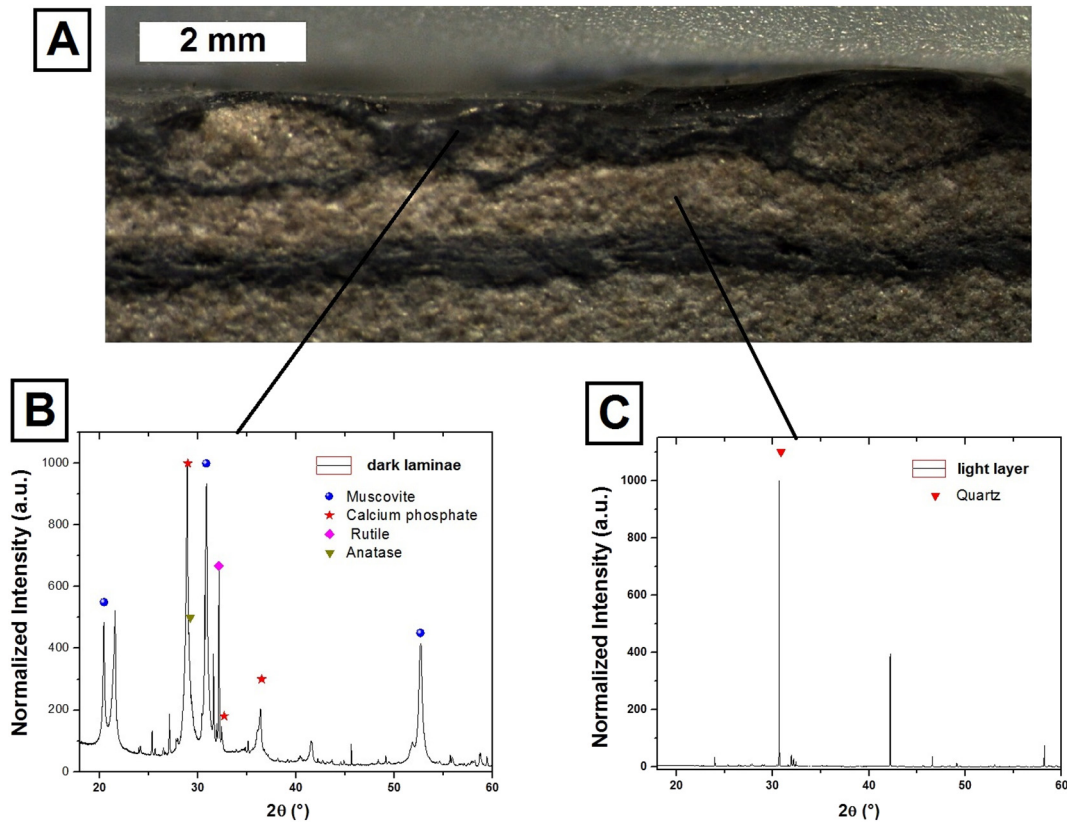 A
2 mm
B
Normalized Intensity (a.u.)
1000
800
600
400
200
0
20
30
40
50
60
2θ (°)
dark laminae
Muscovite
Calcium phosphate
Rutile
Anatase
C
Normalized Intensity (a.u.)
1000
800
600
400
200
0
20
30
40
50
60
2θ (°)
light layer
Quartz